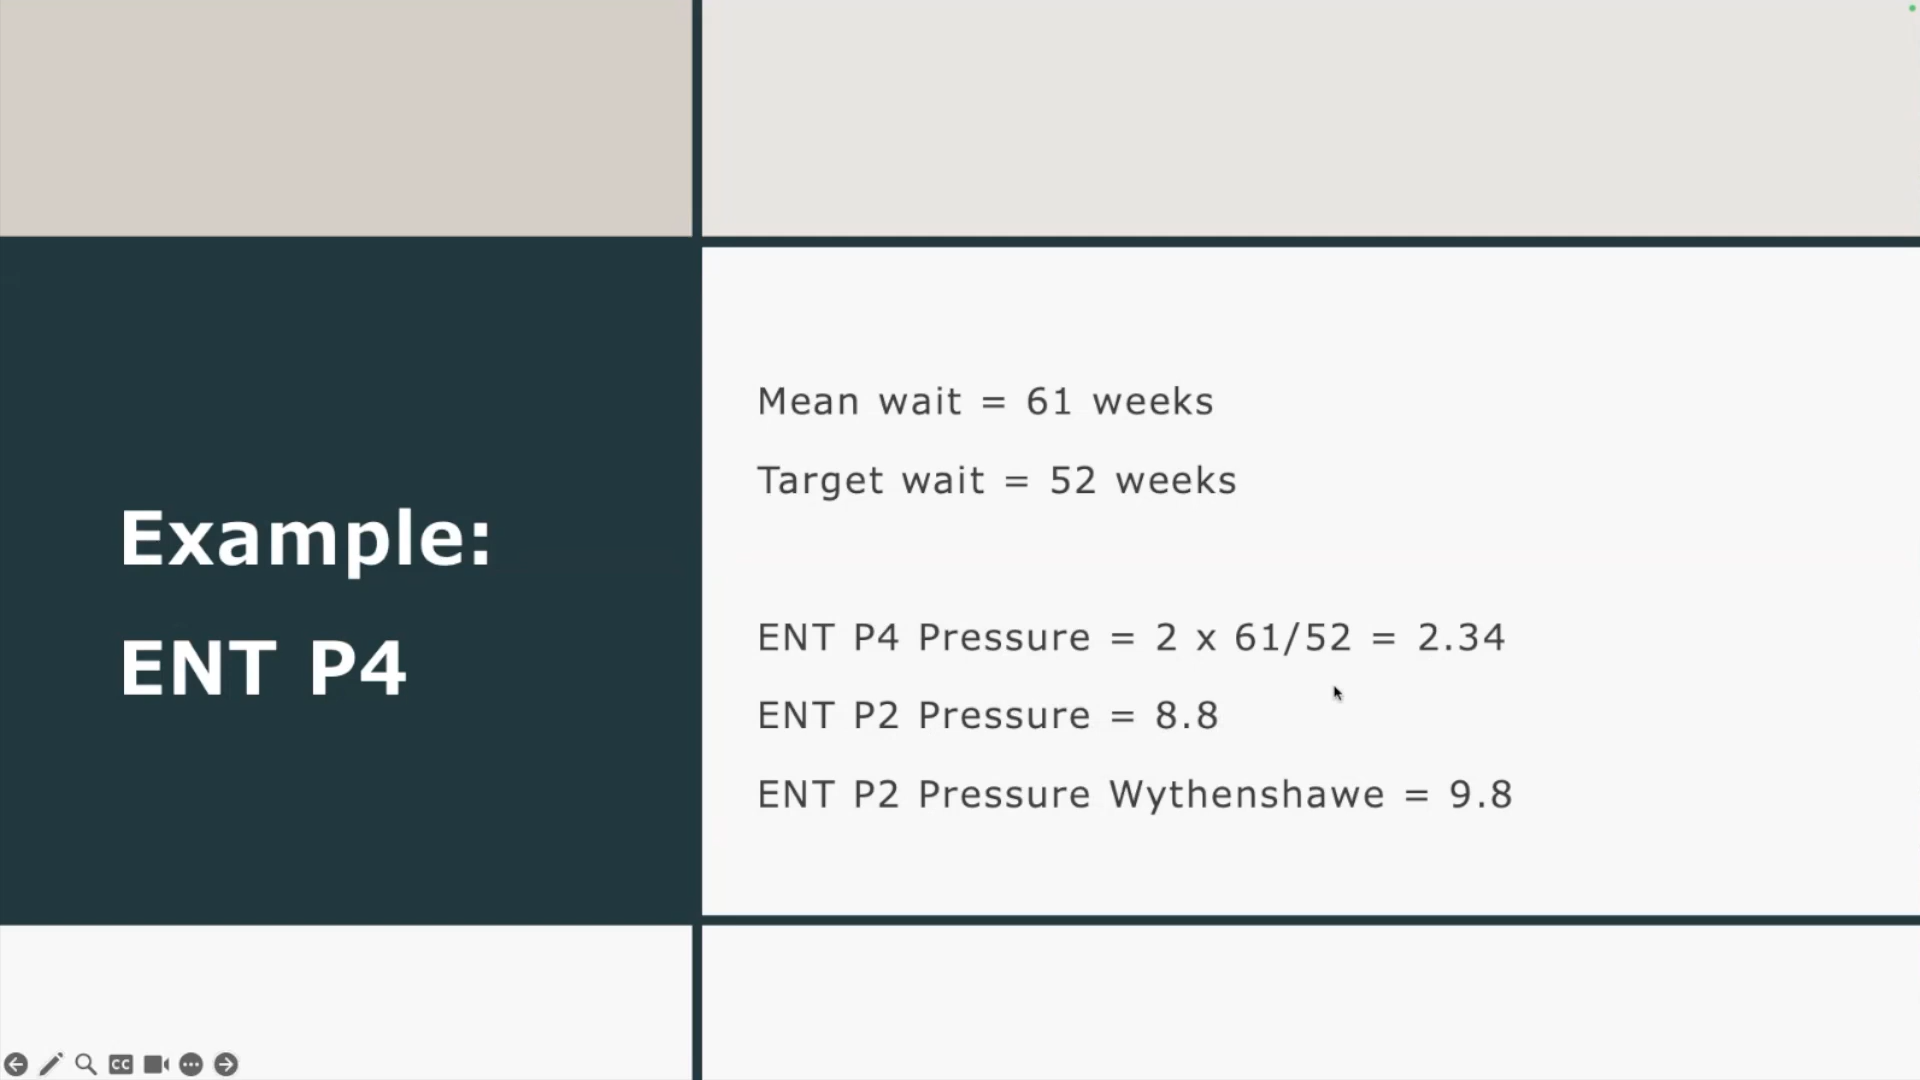 Example:
ENT P4
Mean wait = 61 weeks
Target wait = 52 weeks
ENT P4 Pressure = 2 x 61/52 = 2.34
ENT P2 Pressure = 8.8
ENT P2 Pressure Wythenshawe = 9.8
CC